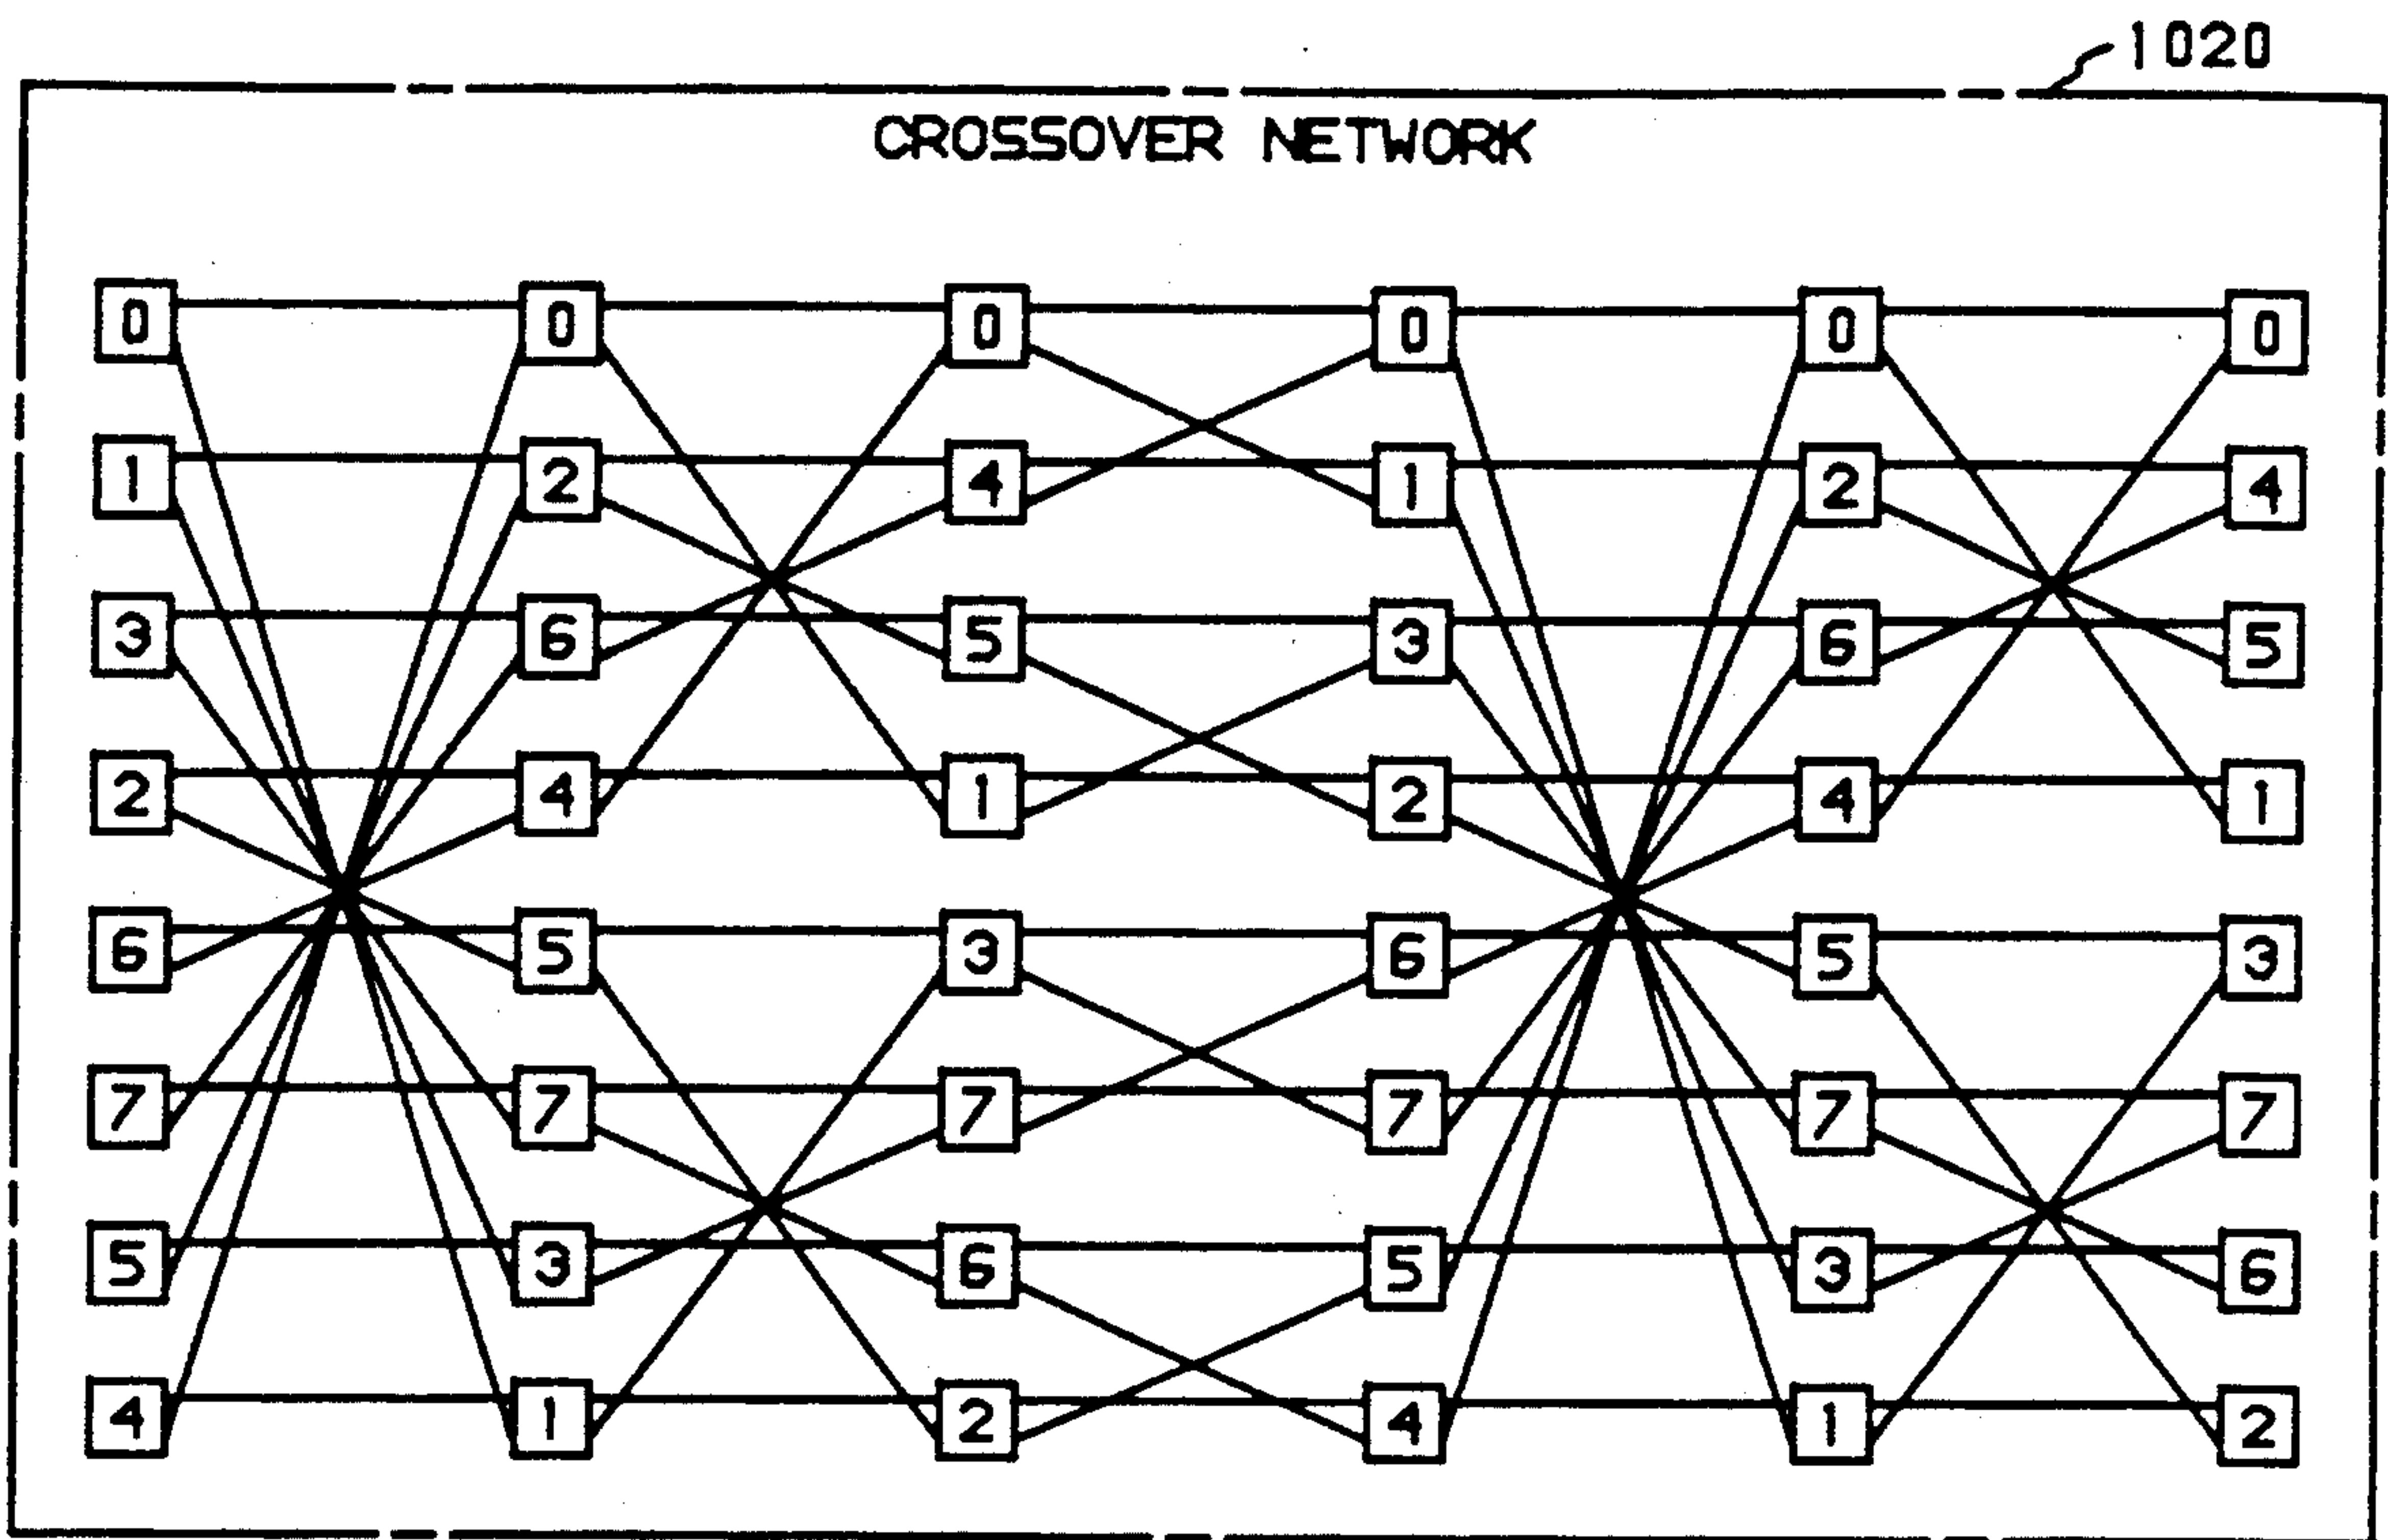 1020
CROSSOVER NETWORK
0 0 0 0 0 0
1 2 4 1 2 4
3 6 5 3 6 5
2 4 1 2 4 1
6 5 3 6 5 3
7 7 7 7 7 7
5 3 6 5 3 6
4 1 2 4 1 2